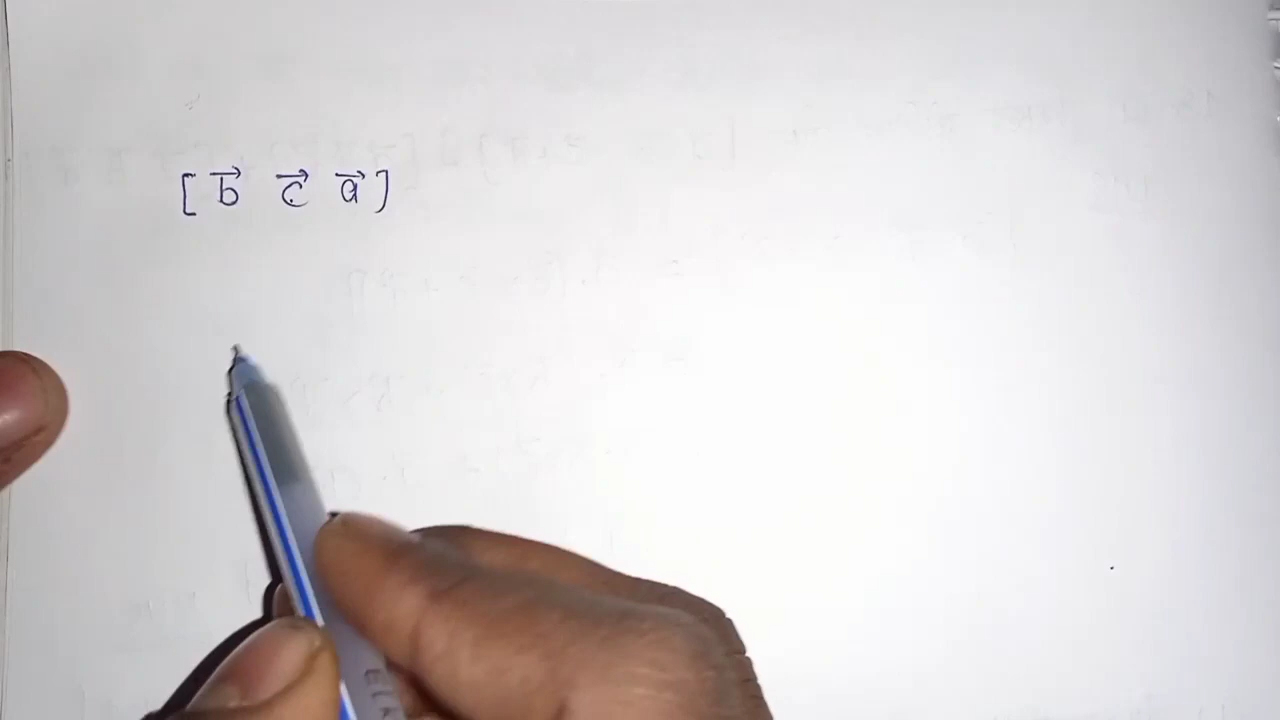 [ b⃗ c⃗ a⃗ ]